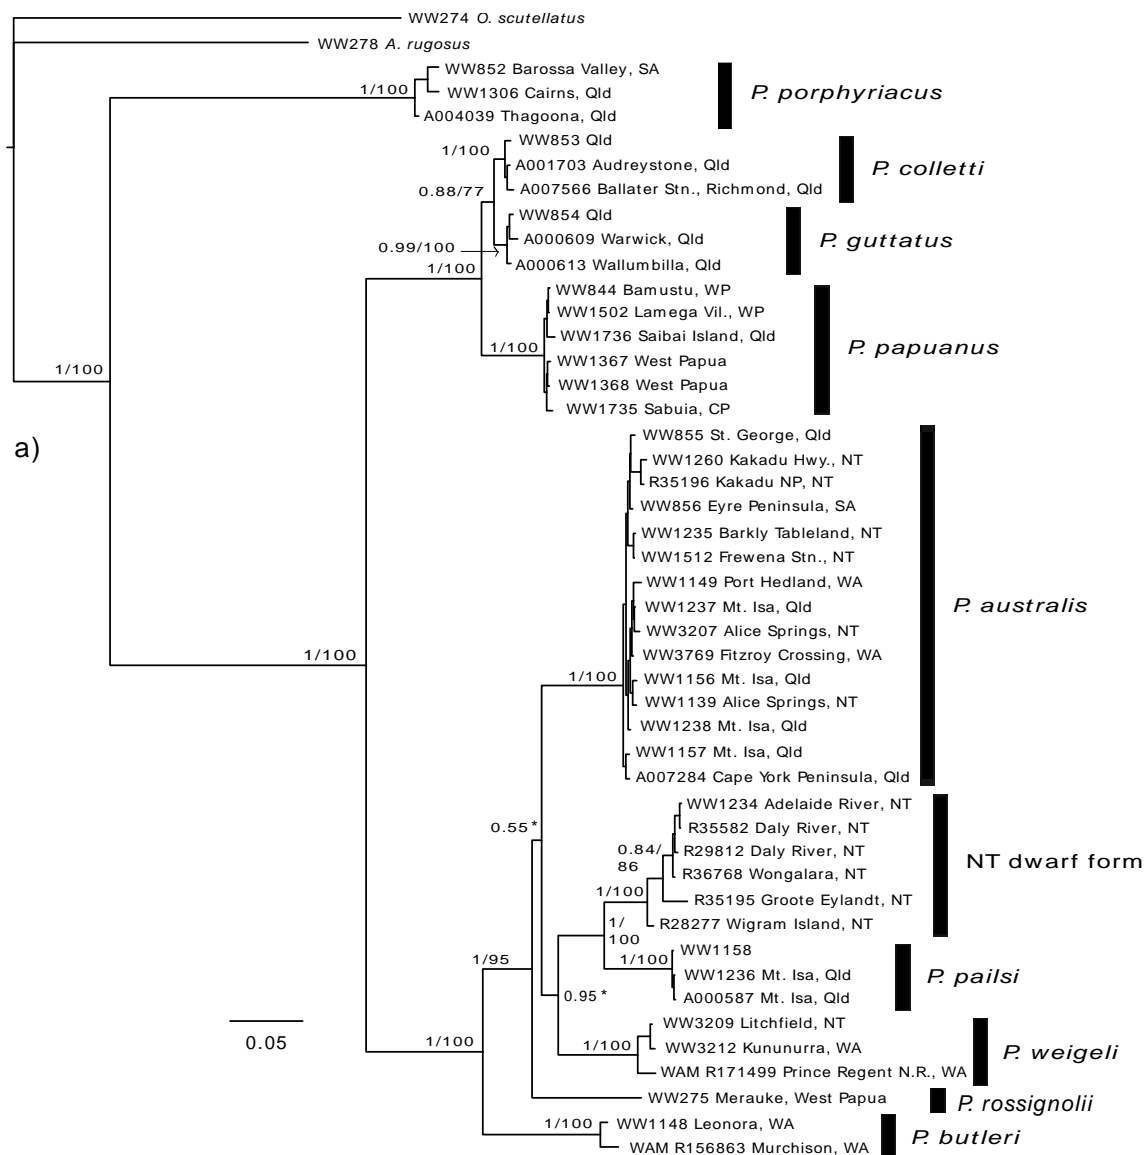 WW274 O. scutellatus
WW278 A. rugosus
WW852 Barossa Valley, SA
1/100
WW1306 Cairns, Qld
P. porphyriacus
A004039 Thagoona, Qld
WW853 Qld
1/100
A001703 Audreystone, Qld
P. colletti
A007566 Ballater Stn., Richmond, Qld
0.88/77
WW854 Qld
A000609 Warwick, Qld
P. guttatus
0.99/100
A000613 Wallumbilla, Qld
1/100
WW844 Bamustu, WP
WW1502 Lamega Vil., WP
WW1736 Saibai Island, Qld
1/100
P. papuanus
WW1367 West Papua
1/100
WW1368 West Papua
WW1735 Sabuia, CP
a)
WW855 St. George, Qld
WW1260 Kakadu Hwy., NT
R35196 Kakadu NP, NT
WW856 Eyre Peninsula, SA
WW1235 Barkly Tableland, NT
WW1512 Frewena Stn., NT
WW1149 Port Hedland, WA
WW1237 Mt. Isa, Qld
P. australis
WW3207 Alice Springs, NT
1/100
WW3769 Fitzroy Crossing, WA
1/100
WW1156 Mt. Isa, Qld
WW1139 Alice Springs, NT
WW1238 Mt. Isa, Qld
WW1157 Mt. Isa, Qld
A007284 Cape York Peninsula, Qld
WW1234 Adelaide River, NT
0.55*
R35582 Daly River, NT
0.84/
86
R29812 Daly River, NT
NT dwarf form
R36768 Wongalara, NT
1/100
R35195 Groote Eylandt, NT
1/
100
R28277 Wigram Island, NT
WW1158
1/95
1/100
WW1236 Mt. Isa, Qld
P. pailsi
0.95*
A000587 Mt. Isa, Qld
WW3209 Litchfield, NT
0.05
1/100
1/100
WW3212 Kununurra, WA
P. weigeli
WAM R171499 Prince Regent N.R., WA
WW275 Merauke, West Papua
P. rossignolii
1/100
WW1148 Leonora, WA
P. butleri
WAM R156863 Murchison, WA